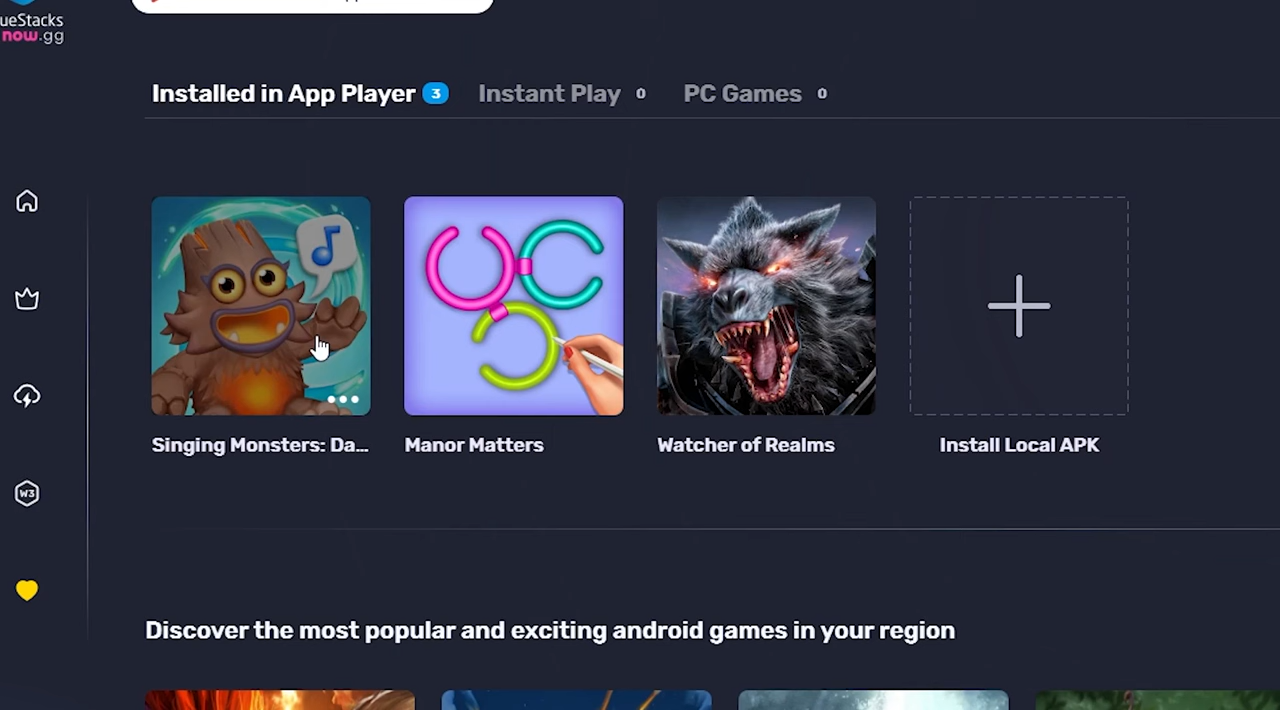 ueStacks
now.gg
Installed in App Player 3
Instant Play 0
PC Games 0
W3
Singing Monsters: Da...
Manor Matters
Watcher of Realms
Install Local APK
Discover the most popular and exciting android games in your region